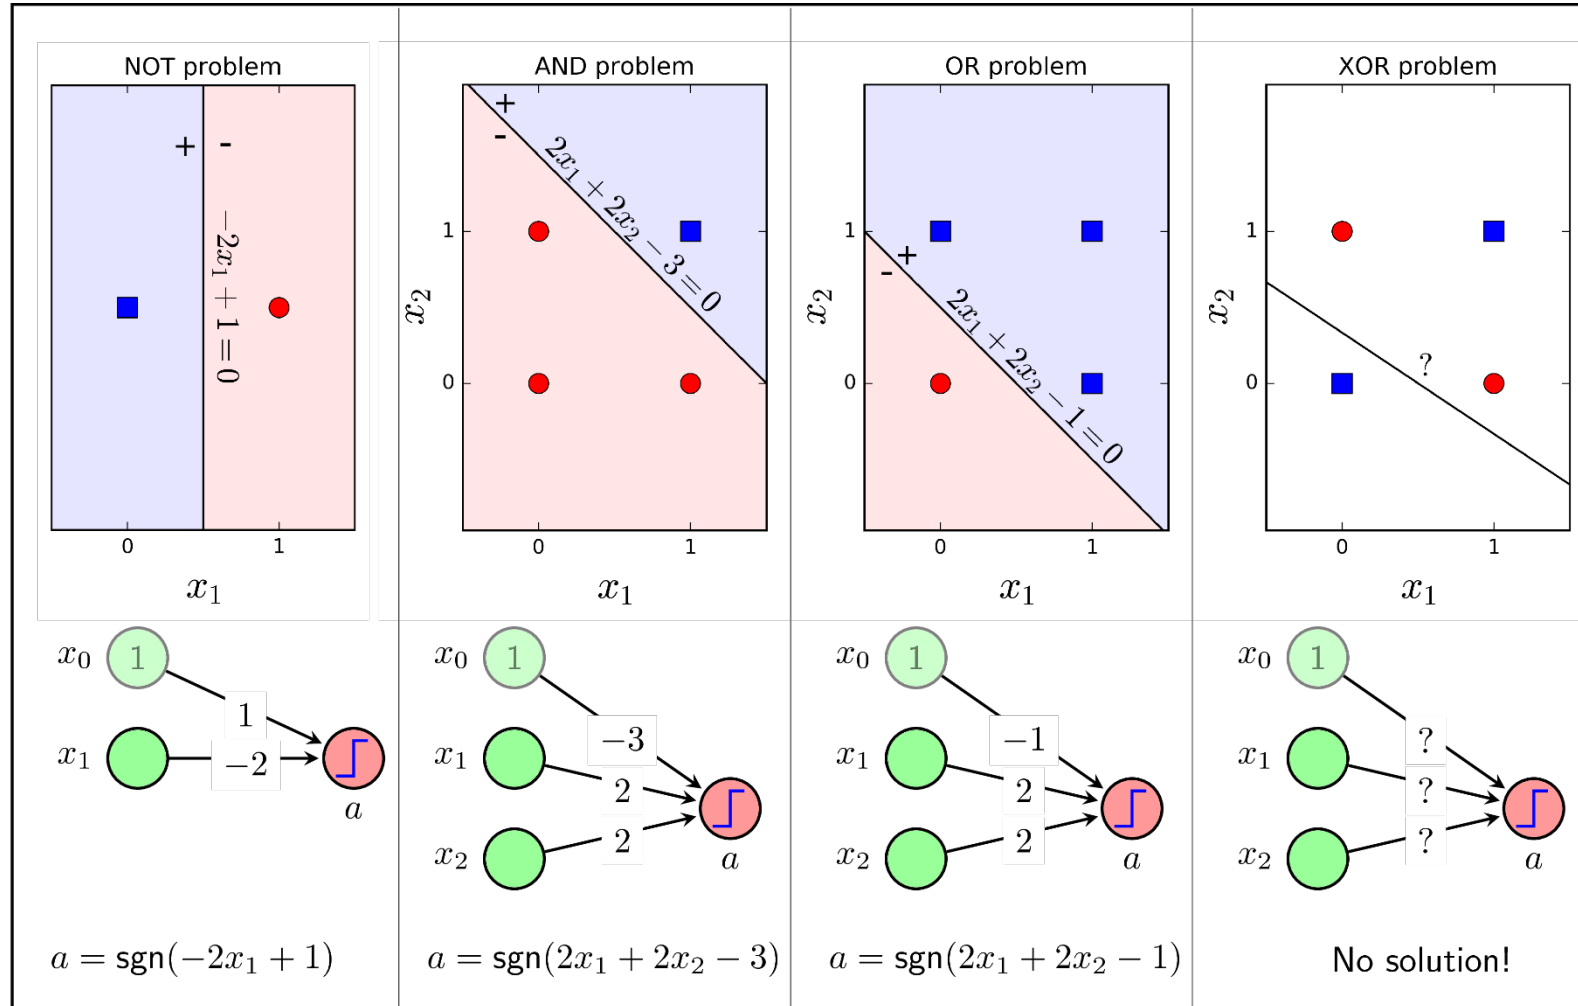 NOT problem
+ -
−2x₁ + 1 = 0
0 1
x₁
x₀ 1
1
x₁
−2
a
a = sgn(−2x₁ + 1)
AND problem
+
-
2x₁ + 2x₂ − 3 = 0
1
x₂
0
0 1
x₁
x₀ 1
−3
x₁
2
2
x₂
a
a = sgn(2x₁ + 2x₂ − 3)
OR problem
1
+
-
2x₁ + 2x₂ − 1 = 0
x₂
0
0 1
x₁
x₀ 1
−1
x₁
2
2
x₂
a
a = sgn(2x₁ + 2x₂ − 1)
XOR problem
1
x₂
?
0
0 1
x₁
x₀ 1
?
x₁
?
?
x₂
a
No solution!